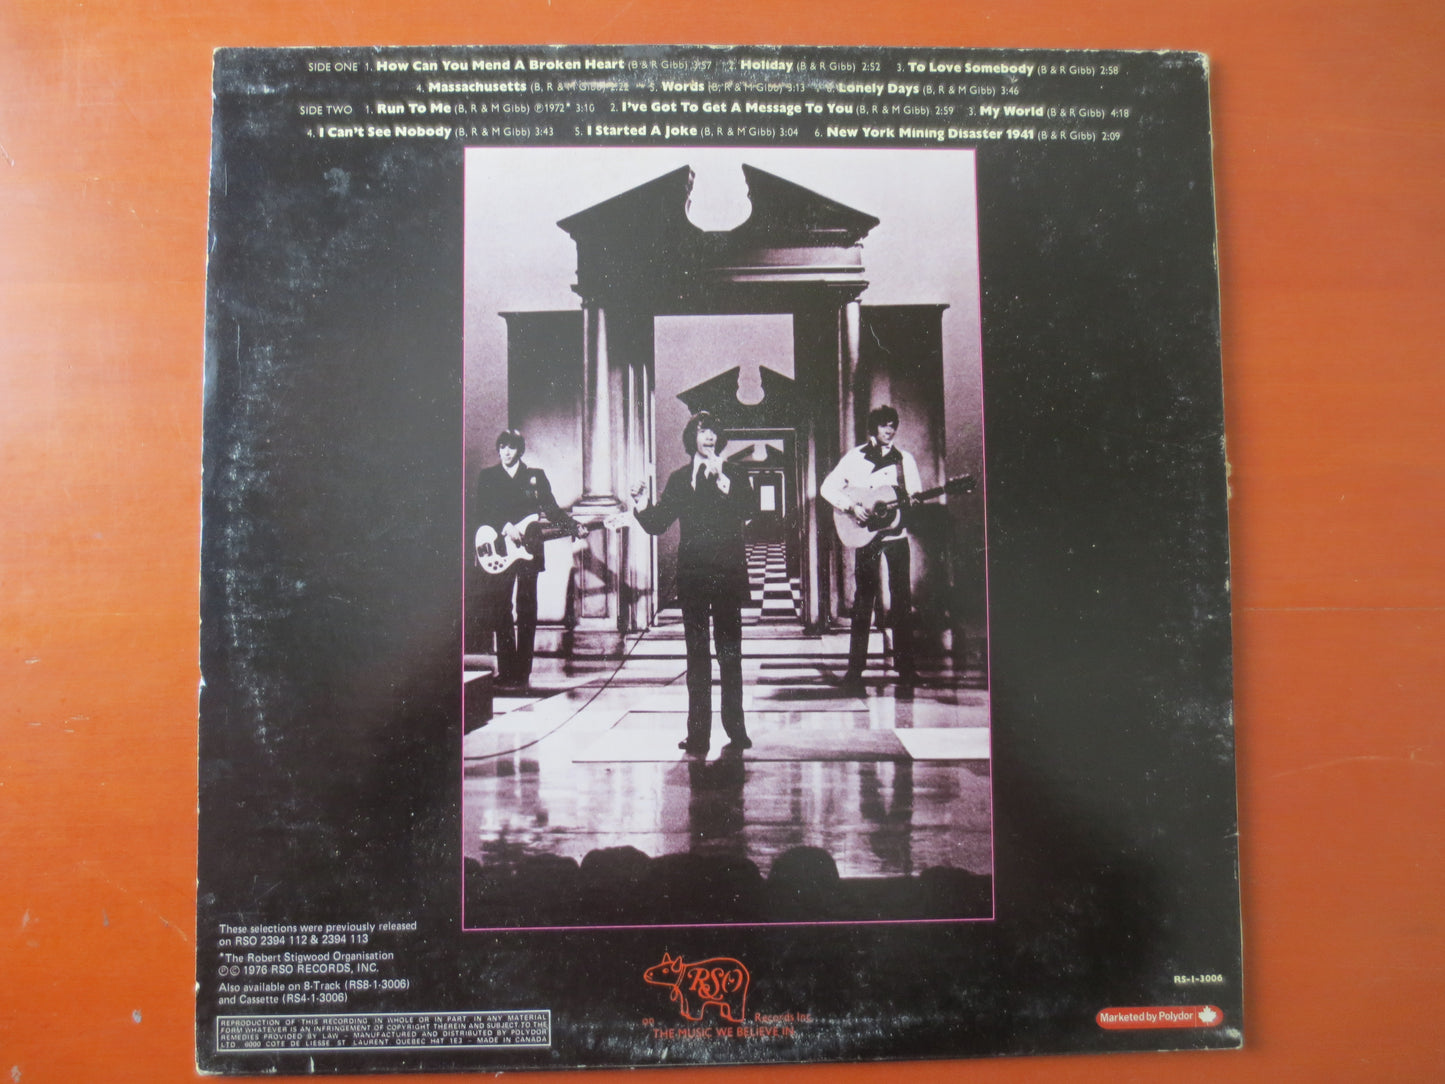 SIDE ONE 1. How Can You Mend A Broken Heart (B & R Gibb) 3:57 2. Holiday (B & R Gibb) 2:52 3. To Love Somebody (B & R Gibb) 2:58
4. Massachusetts (B, R & M Gibb) 2:22 5. Words (B, R & M Gibb) 3:13 6. Lonely Days (B, R & M Gibb) 3:46
SIDE TWO 1. Run To Me (B, R & M Gibb) ℗1972* 3:10 2. I've Got To Get A Message To You (B, R & M Gibb) 2:59 3. My World (B & R Gibb) 4:18
4. I Can't See Nobody (B, R & M Gibb) 3:43 5. I Started A Joke (B, R & M Gibb) 3:04 6. New York Mining Disaster 1941 (B & R Gibb) 2:09
These selections were previously released
on RSO 2394 112 & 2394 113
*The Robert Stigwood Organisation
℗© 1976 RSO RECORDS, INC.
Also available on 8-Track (RS8-1-3006)
and Cassette (RS4-1-3006)
REPRODUCTION OF THIS RECORDING IN WHOLE OR IN PART IN ANY MATERIAL
FORM WHATEVER IS AN INFRINGEMENT OF COPYRIGHT THEREIN AND SUBJECT TO THE
REMEDIES PROVIDED BY LAW - MANUFACTURED AND DISTRIBUTED BY POLYDOR
LTD 6000 COTE DE LIESSE ST LAURENT QUEBEC H4T 1E3 - MADE IN CANADA
RSO
on Records Inc.
THE MUSIC WE BELIEVE IN.
RS-1-3006
Marketed by Polydor